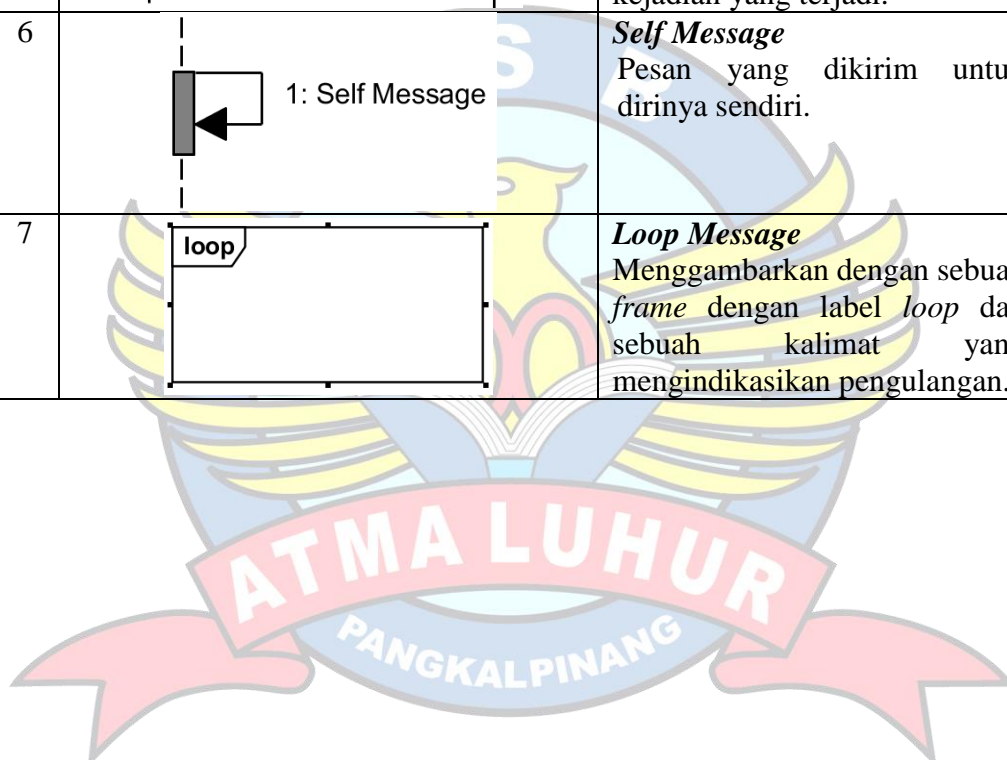 kejadian yang terjadi.
6
1: Self Message
Self Message
Pesan yang dikirim untu
dirinya sendiri.
7
loop
Loop Message
Menggambarkan dengan sebua
frame dengan label loop da
sebuah kalimat yan
mengindikasikan pengulangan.
S B
ATMA LUHUR
PANGKALPINANG